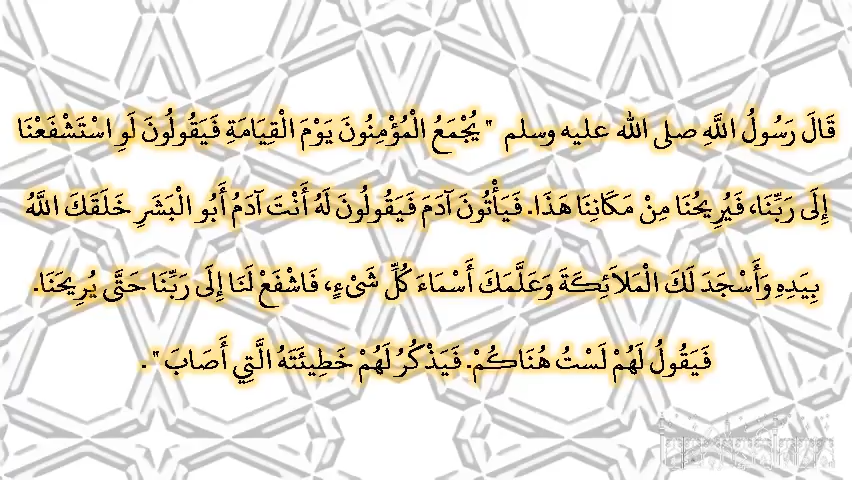 قَالَ رَسُولُ اللَّهِ صلى الله عليه وسلم " يُجْمَعُ الْمُؤْمِنُونَ يَوْمَ الْقِيَامَةِ فَيَقُولُونَ لَوِ اسْتَشْفَعْنَا
إِلَى رَبِّنَا، فَيُرِيحُنَا مِنْ مَكَانِنَا هَذَا. فَيَأْتُونَ آدَمَ فَيَقُولُونَ لَهُ أَنْتَ آدَمُ أَبُو الْبَشَرِ خَلَقَكَ اللَّهُ
بِيَدِهِ وَأَسْجَدَ لَكَ الْمَلاَئِكَةَ وَعَلَّمَكَ أَسْمَاءَ كُلِّ شَىْءٍ، فَاشْفَعْ لَنَا إِلَى رَبِّنَا حَتَّى يُرِيحَنَا.
فَيَقُولُ لَهُمْ لَسْتُ هُنَاكُمْ. فَيَذْكُرُ لَهُمْ خَطِيئَتَهُ الَّتِي أَصَابَ ".